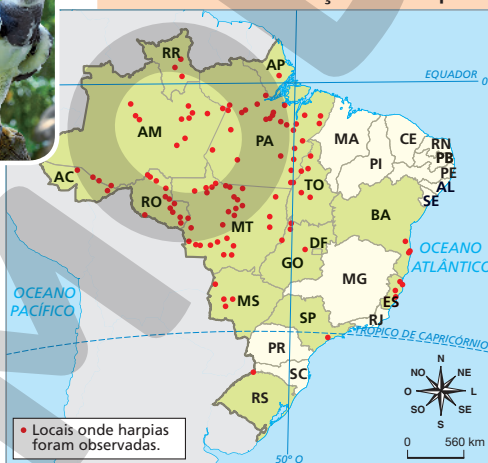 RR
AP
EQUADOR
0
AM
PA
MA
CE
RN
PB
PI
PE
AL
SE
AC
TO
RO
BA
MT
DF
GO
OCEANO
ATLÂNTICO
MG
OCEANO
PACÍFICO
MS
ES
SP
RJ
TRÓPICO DE CAPRICÓRNIO
PR
SC
RS
N
NO
NE
O
L
SO
SE
S
Locais onde harpias
foram observadas.
0 560 km
50° O